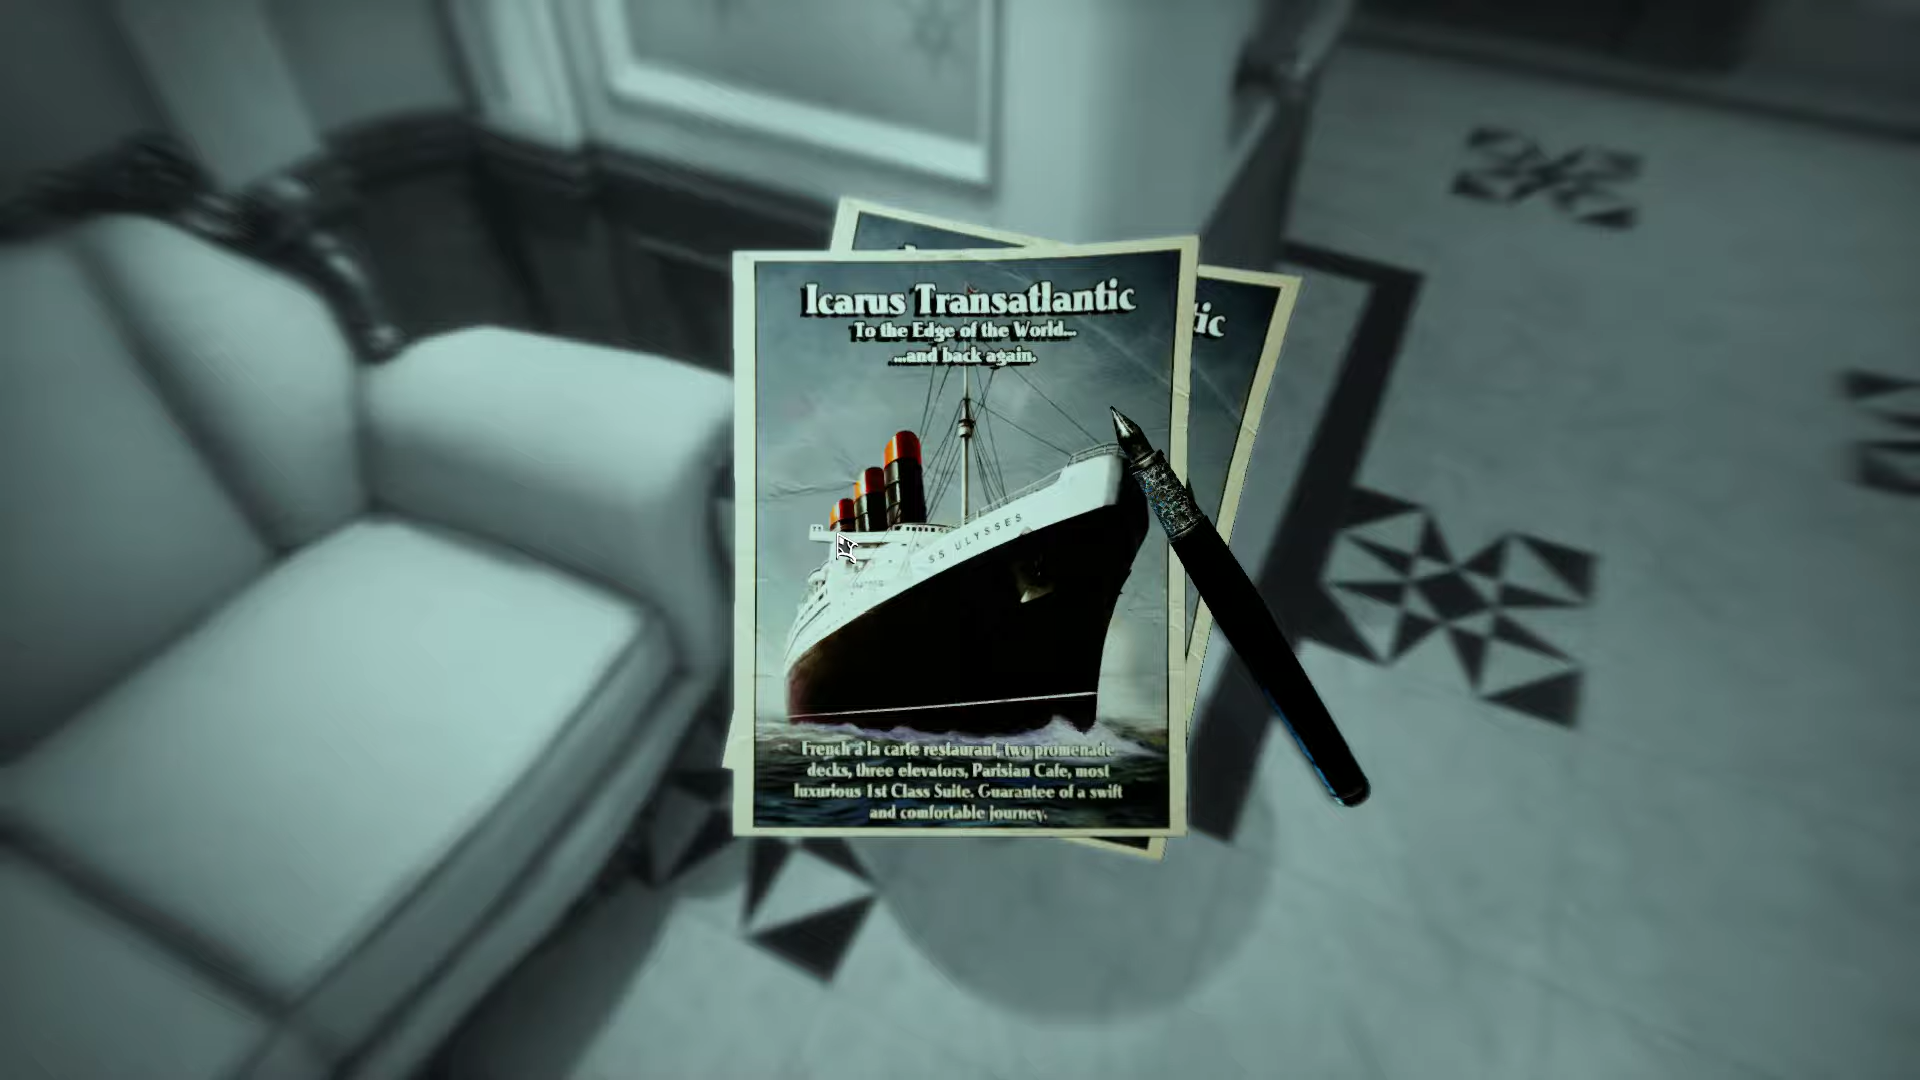 Icarus Transatlantic
To the Edge of the World...
...and back again.
tic
SS ULYSSES
French a la carte restaurant, two promenade
decks, three elevators, Parisian Cafe, most
luxurious 1st Class Suite. Guarantee of a swift
and comfortable journey.